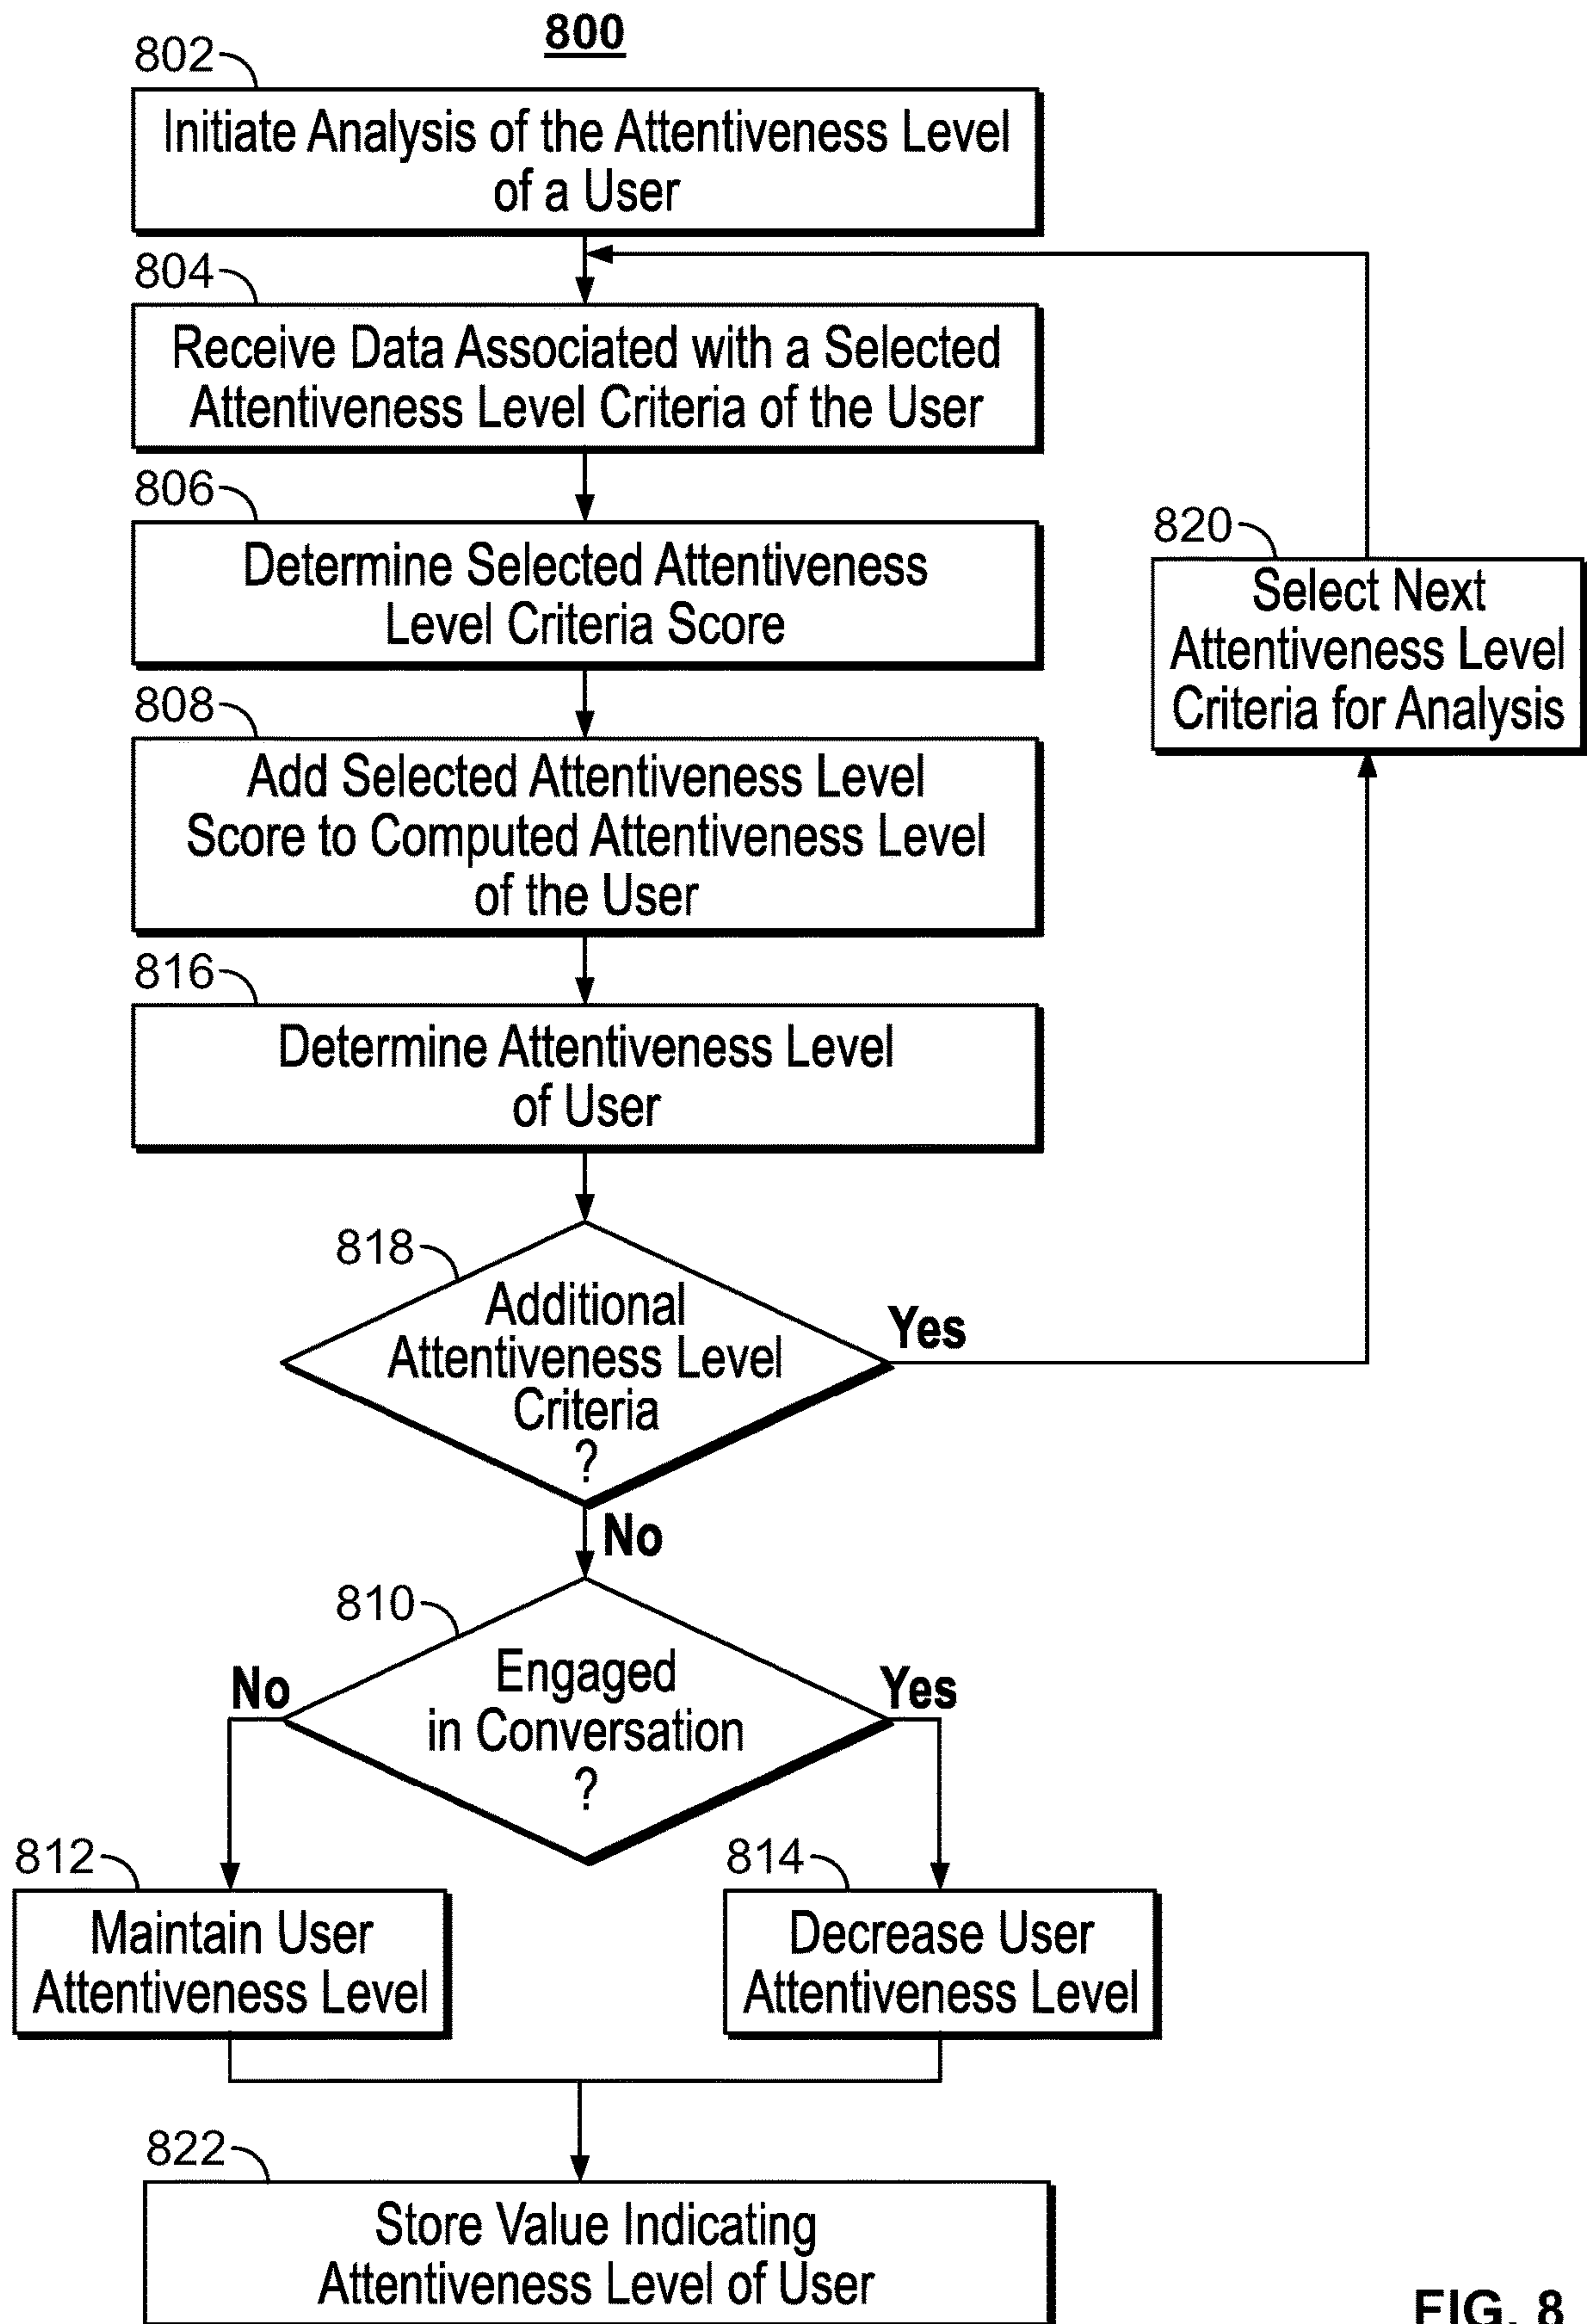 800
802
Initiate Analysis of the Attentiveness Level
of a User
804
Receive Data Associated with a Selected
Attentiveness Level Criteria of the User
806
Determine Selected Attentiveness
Level Criteria Score
820
Select Next
Attentiveness Level
Criteria for Analysis
808
Add Selected Attentiveness Level
Score to Computed Attentiveness Level
of the User
816
Determine Attentiveness Level
of User
818
Additional
Attentiveness Level
Criteria
?
Yes
No
810
Engaged
in Conversation
?
No
Yes
812
Maintain User
Attentiveness Level
814
Decrease User
Attentiveness Level
822
Store Value Indicating
Attentiveness Level of User
FIG. 8